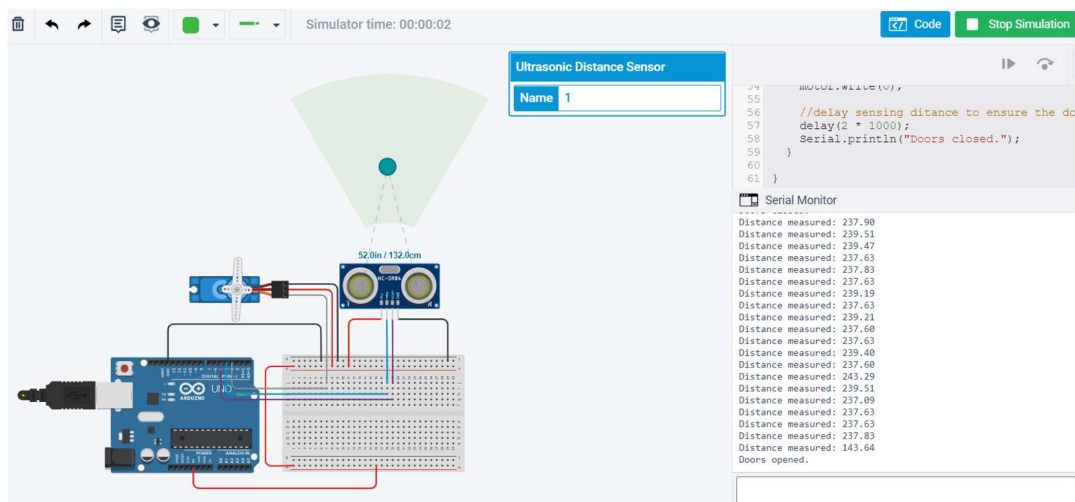 Simulator time: 00:00:02
Code
Stop Simulation
Ultrasonic Distance Sensor
Name 1
52.0in / 132.0cm
HC-SR04
DIGITAL
UNO
ARDUINO
POWER
ANALOG IN
54 motor.write(0);
55
56 //delay sensing ditance to ensure the do
57 delay(2 * 1000);
58 Serial.println("Doors closed.");
59 }
60
61 }
Serial Monitor
Distance measured: 237.90
Distance measured: 239.51
Distance measured: 239.47
Distance measured: 237.63
Distance measured: 237.83
Distance measured: 237.63
Distance measured: 239.19
Distance measured: 237.63
Distance measured: 239.21
Distance measured: 237.60
Distance measured: 237.63
Distance measured: 239.40
Distance measured: 237.60
Distance measured: 243.29
Distance measured: 239.51
Distance measured: 237.09
Distance measured: 237.63
Distance measured: 237.63
Distance measured: 237.83
Distance measured: 143.64
Doors opened.